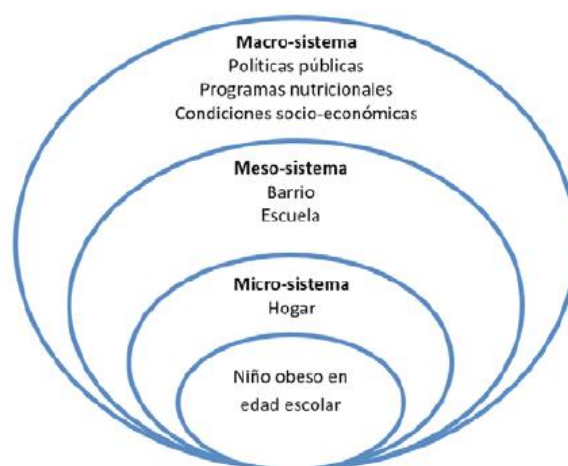 Macro-sistema
Políticas públicas
Programas nutricionales
Condiciones socio-económicas
Meso-sistema
Barrio
Escuela
Micro-sistema
Hogar
Niño obeso en
edad escolar